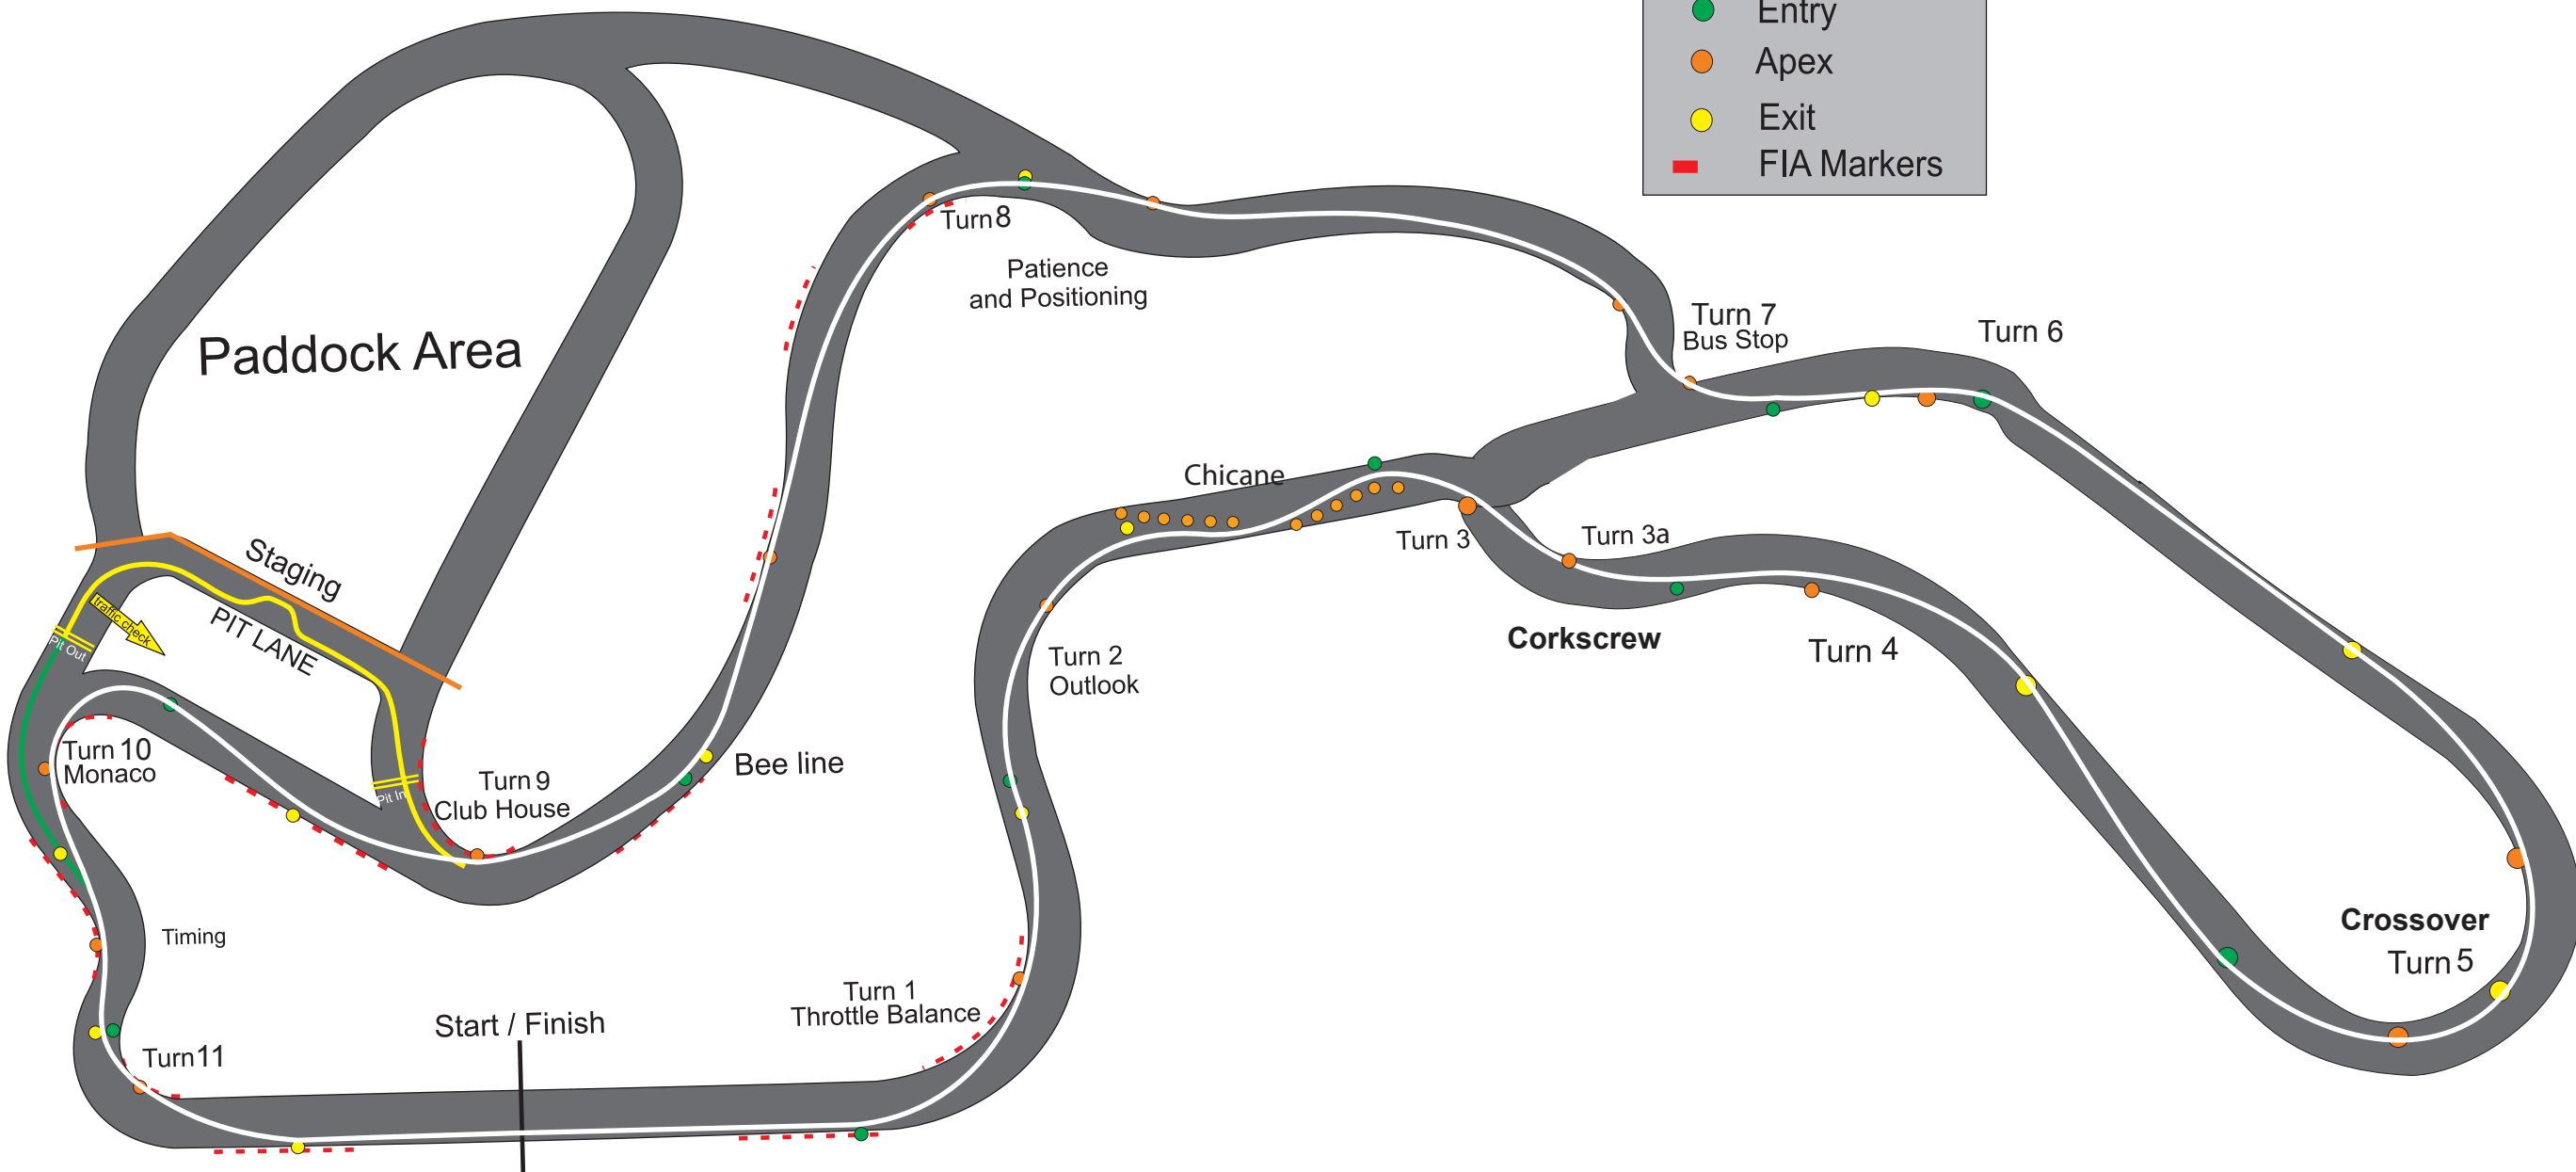 Entry
Apex
Exit
FIA Markers
Turn 8
Patience
and Positioning
Paddock Area
Turn 7
Bus Stop
Turn 6
Chicane
Turn 3
Turn 3a
Staging
PIT LANE
traffic check
Pit Out
Corkscrew
Turn 4
Turn 2
Outlook
Turn 10
Monaco
Bee line
Turn 9
Club House
Pit In
Crossover
Turn 5
Timing
Turn 1
Throttle Balance
Start / Finish
Turn 11